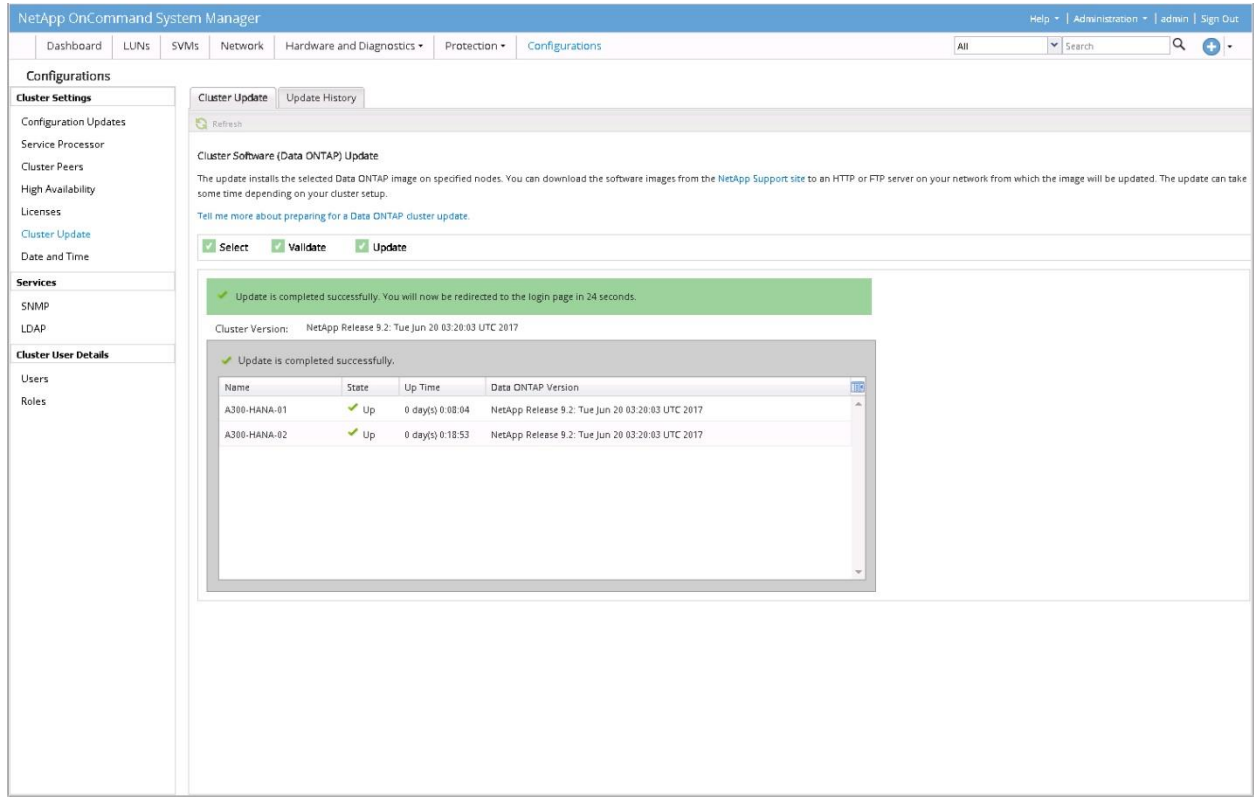 NetApp OnCommand System Manager
Help | Administration | admin | Sign Out
Dashboard LUNs SVMs Network Hardware and Diagnostics Protection Configurations All Search
Configurations
Cluster Settings
Configuration Updates
Service Processor
Cluster Peers
High Availability
Licenses
Cluster Update
Date and Time
Services
SNMP
LDAP
Cluster User Details
Users
Roles
Cluster Update Update History
Refresh
Cluster Software (Data ONTAP) Update
The update installs the selected Data ONTAP image on specified nodes. You can download the software images from the NetApp Support site to an HTTP or FTP server on your network from which the image will be updated. The update can take
some time depending on your cluster setup.
Tell me more about preparing for a Data ONTAP cluster update.
Select Validate Update
Update is completed successfully. You will now be redirected to the login page in 24 seconds.
Cluster Version: NetApp Release 9.2: Tue Jun 20 03:20:03 UTC 2017
Update is completed successfully.
Name State Up Time Data ONTAP Version
A300-HANA-01 Up 0 day(s) 0:08:04 NetApp Release 9.2: Tue Jun 20 03:20:03 UTC 2017
A300-HANA-02 Up 0 day(s) 0:18:53 NetApp Release 9.2: Tue Jun 20 03:20:03 UTC 2017